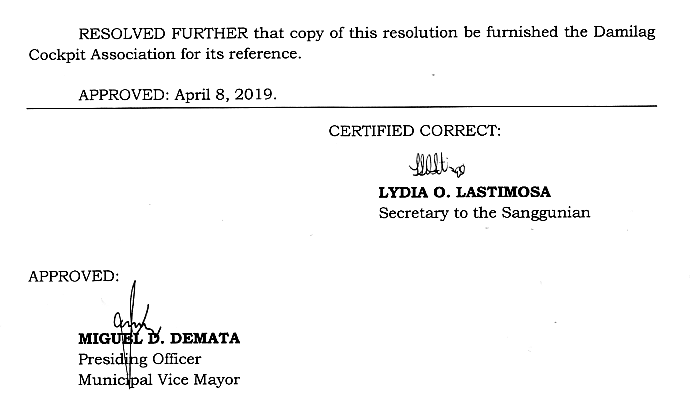 RESOLVED FURTHER that copy of this resolution be furnished the Damilag
Cockpit Association for its reference.
APPROVED: April 8, 2019.
CERTIFIED CORRECT:
LYDIA O. LASTIMOSA
Secretary to the Sanggunian
APPROVED:
MIGUEL D. DEMATA
Presiding Officer
Municipal Vice Mayor